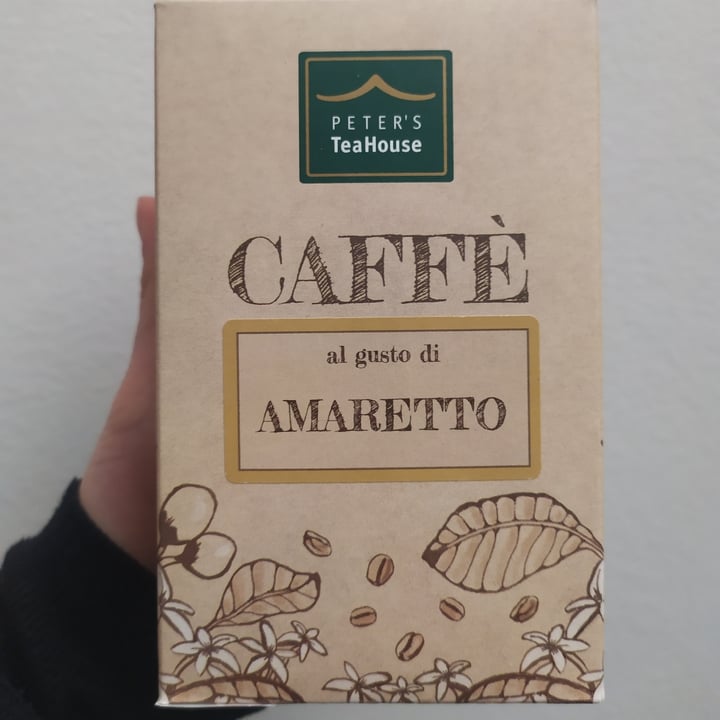 PETER'S
TeaHouse
CAFFÈ
al gusto di
AMARETTO